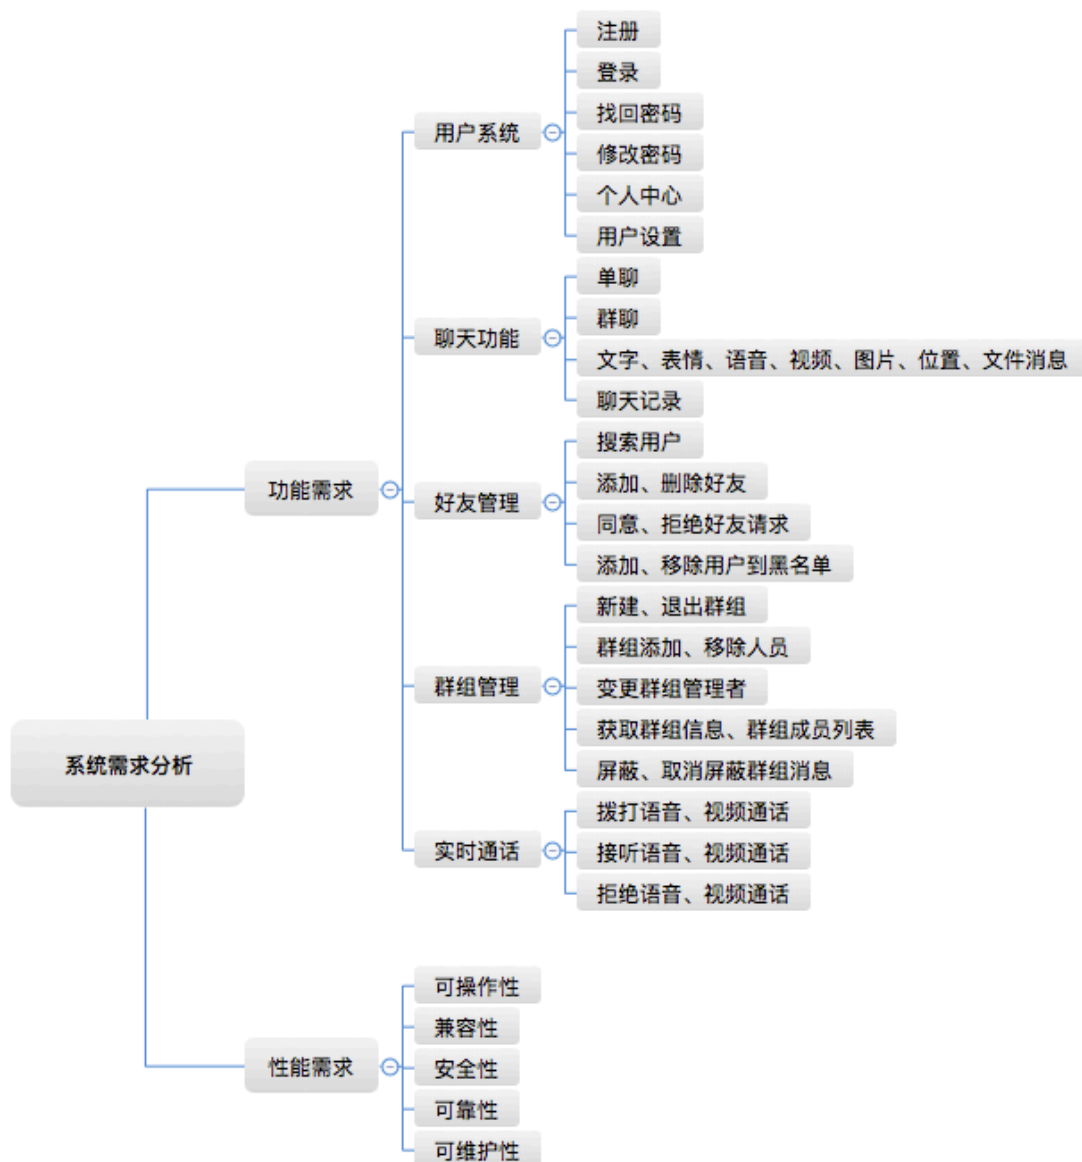 系统需求分析
功能需求
用户系统
注册
登录
找回密码
修改密码
个人中心
用户设置
聊天功能
单聊
群聊
文字、表情、语音、视频、图片、位置、文件消息
聊天记录
好友管理
搜索用户
添加、删除好友
同意、拒绝好友请求
添加、移除用户到黑名单
群组管理
新建、退出群组
群组添加、移除人员
变更群组管理者
获取群组信息、群组成员列表
屏蔽、取消屏蔽群组消息
实时通话
拨打语音、视频通话
接听语音、视频通话
拒绝语音、视频通话
性能需求
可操作性
兼容性
安全性
可靠性
可维护性